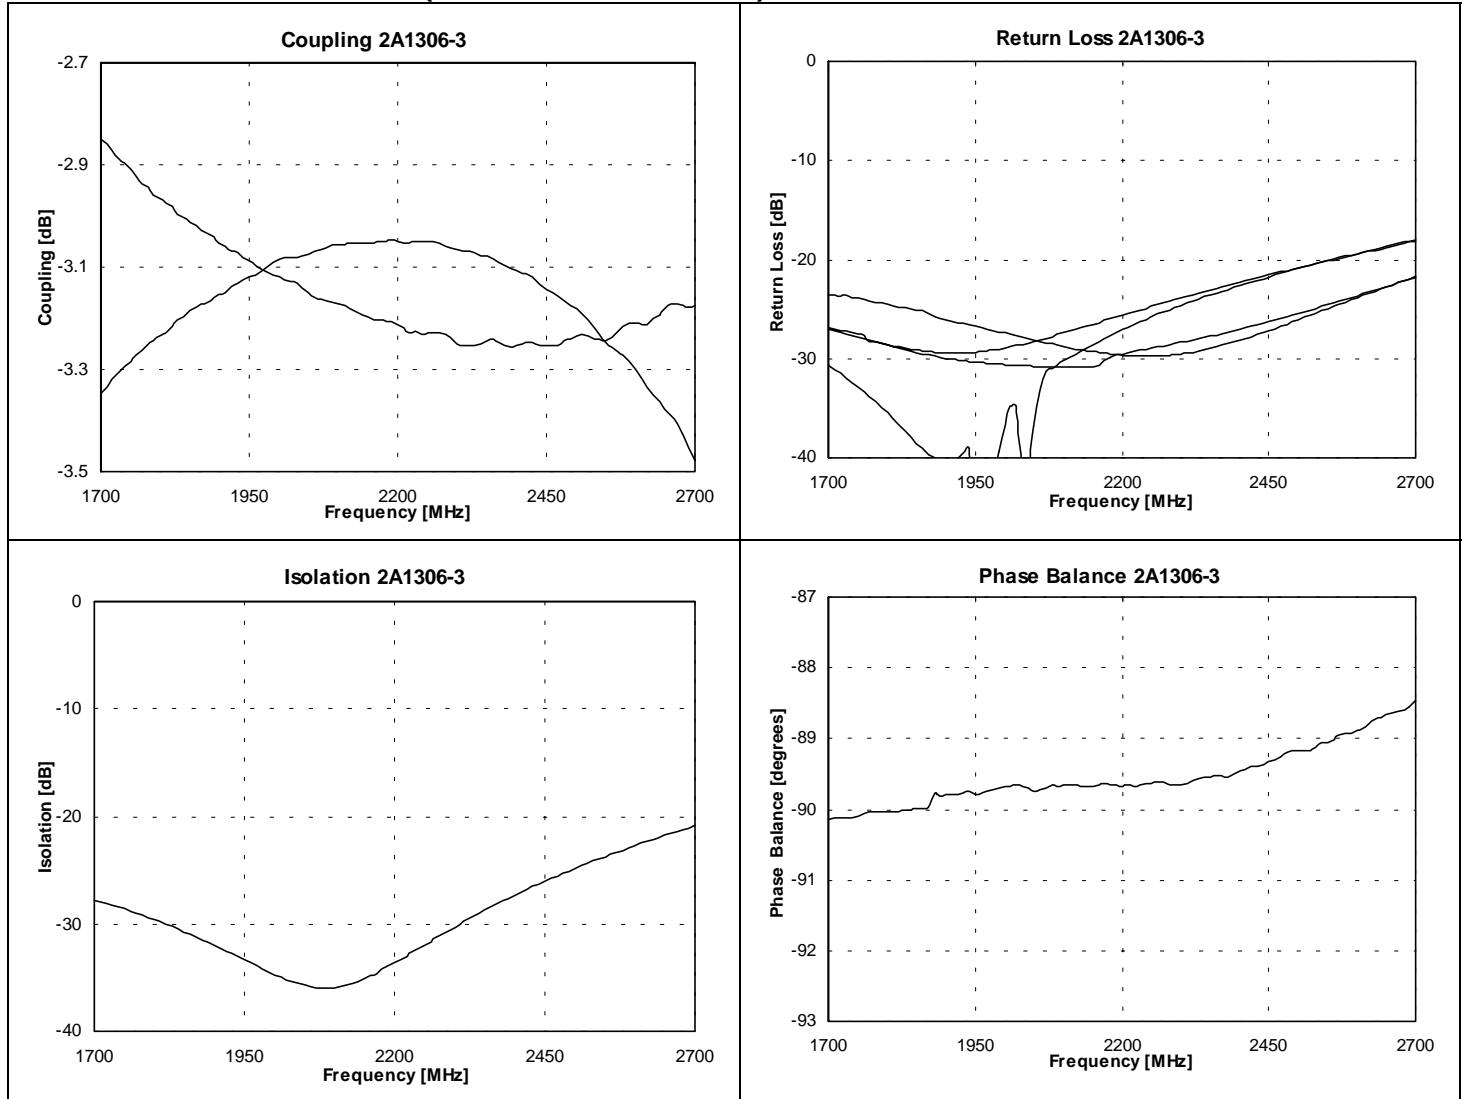 Coupling 2A1306-3
-2.7
-2.9
-3.1
-3.3
-3.5
Coupling [dB]
1700 1950 2200 2450 2700
Frequency [MHz]
Return Loss 2A1306-3
0
-10
-20
-30
-40
Return Loss [dB]
1700 1950 2200 2450 2700
Frequency [MHz]
Isolation 2A1306-3
0
-10
-20
-30
-40
Isolation [dB]
1700 1950 2200 2450 2700
Frequency [MHz]
Phase Balance 2A1306-3
-87
-88
-89
-90
-91
-92
-93
Phase Balance [degrees]
1700 1950 2200 2450 2700
Frequency [MHz]